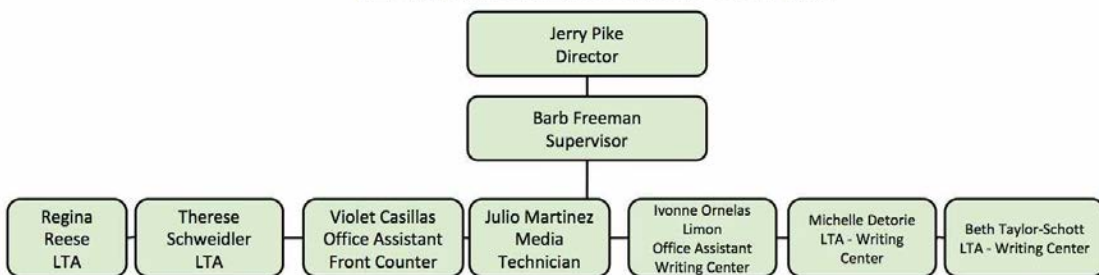 Jerry Pike
Director
Barb Freeman
Supervisor
Regina
Reese
LTA
Therese
Schweidler
LTA
Violet Casillas
Office Assistant
Front Counter
Julio Martinez
Media
Technician
Ivonne Ornelas
Limon
Office Assistant
Writing Center
Michelle Detorie
LTA - Writing
Center
Beth Taylor-Schott
LTA - Writing Center